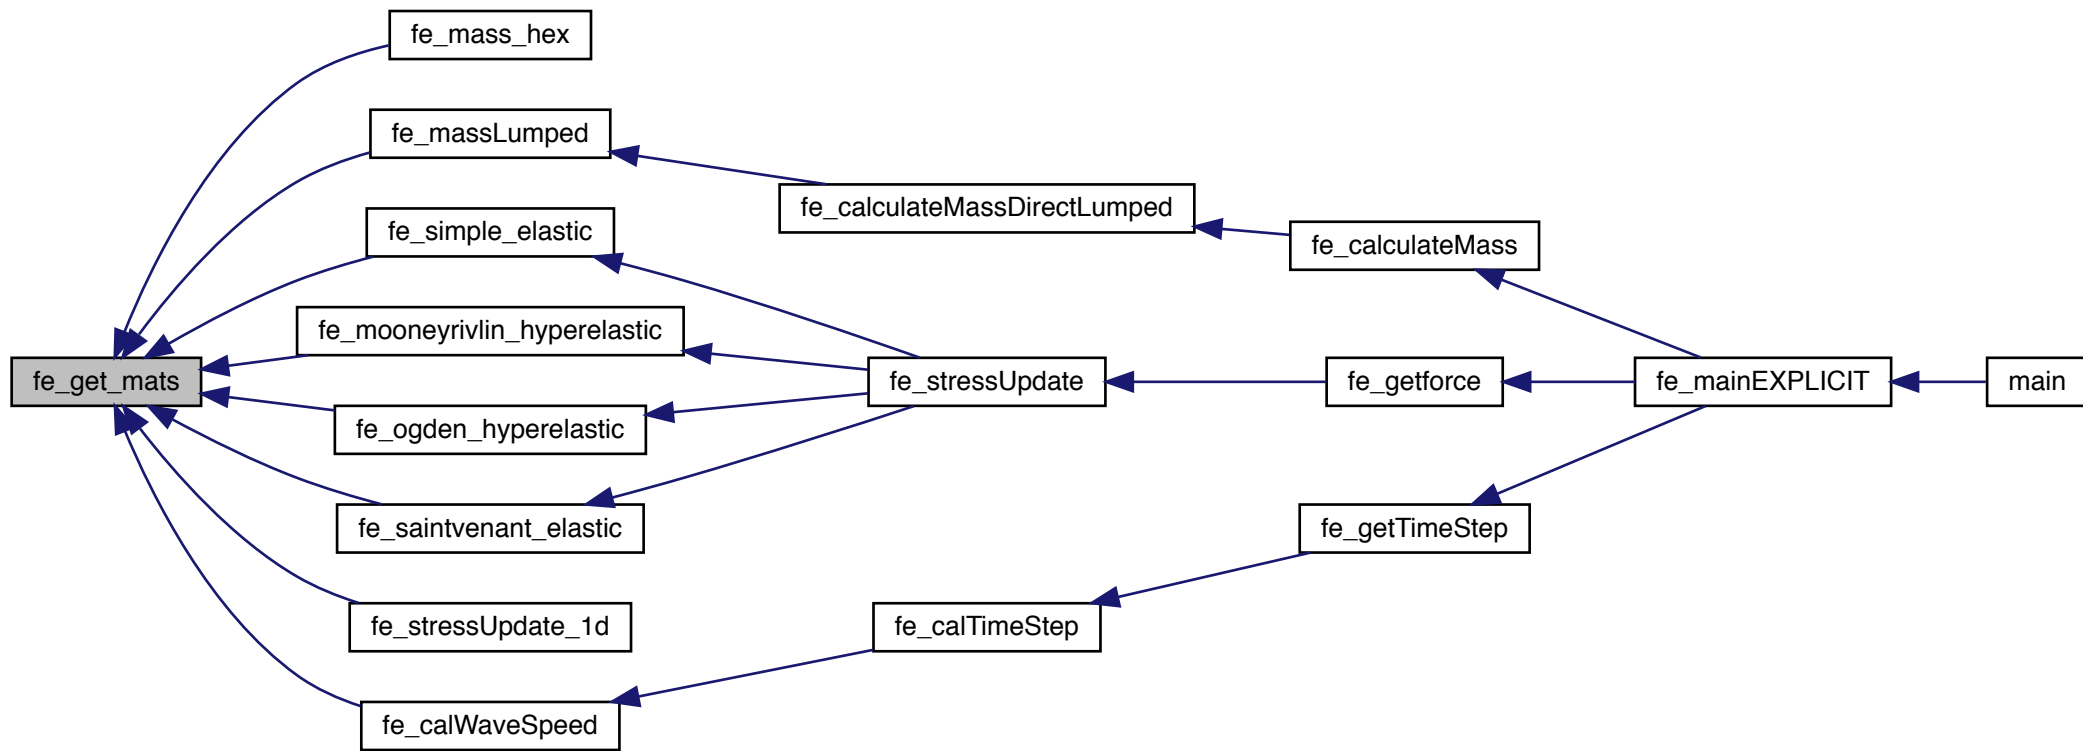 fe_mass_hex
fe_massLumped
fe_calculateMassDirectLumped
fe_simple_elastic
fe_calculateMass
fe_mooneyrivlin_hyperelastic
fe_get_mats
fe_stressUpdate
fe_getforce
fe_mainEXPLICIT
main
fe_ogden_hyperelastic
fe_saintvenant_elastic
fe_getTimeStep
fe_stressUpdate_1d
fe_calTimeStep
fe_calWaveSpeed